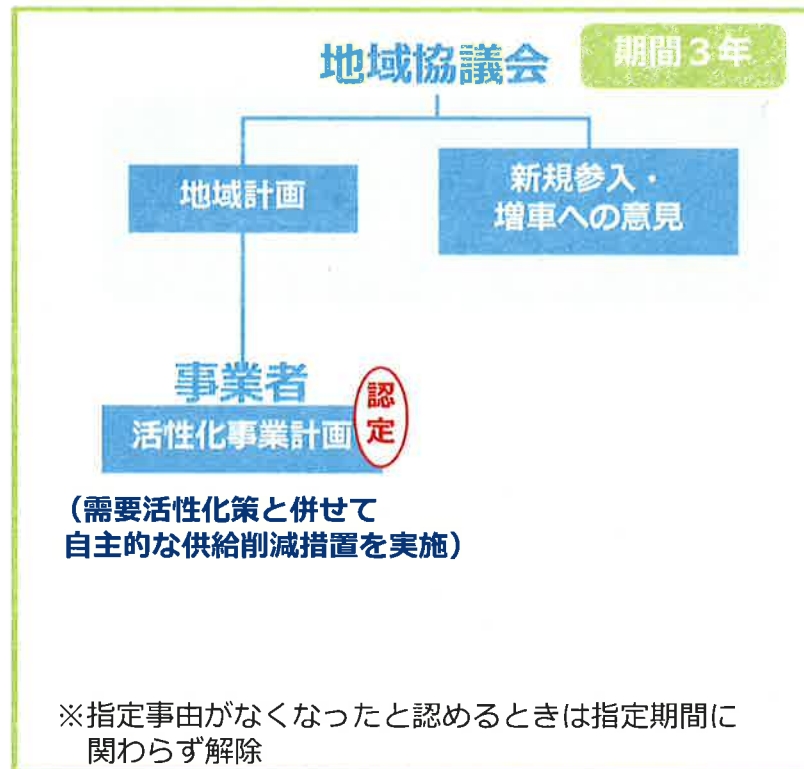 地域協議会
期間3年
地域計画
新規参入・
増車への意見
事業者
活性化事業計画
認定
（需要活性化策と併せて
自主的な供給削減措置を実施）
※指定事由がなくなったと認めるときは指定期間に
関わらず解除